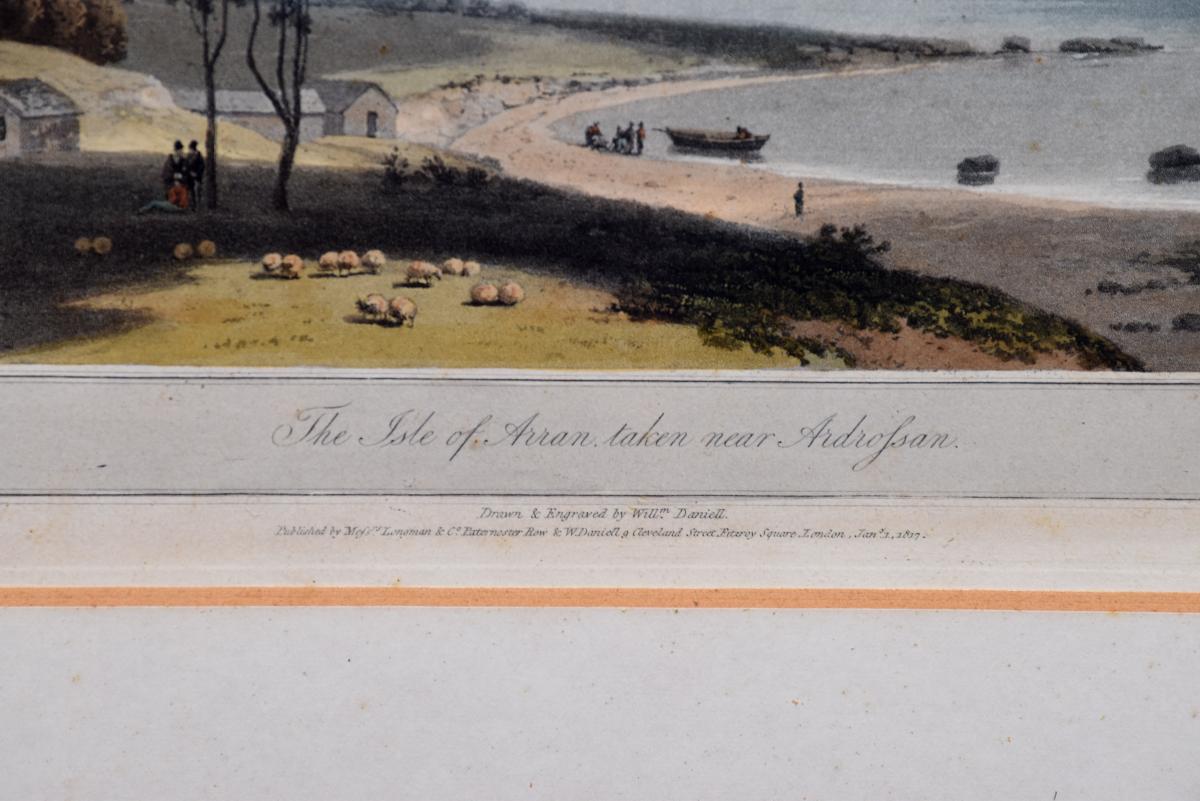 The Isle of Arran. taken near Ardroſsan.
Drawn & Engraved by Willm. Daniell.
Published by Meſsrs. Longman & Co. Paternoster Row & W. Daniell 9 Cleveland Street, Fitzroy Square, London, Jany. 1, 1817.